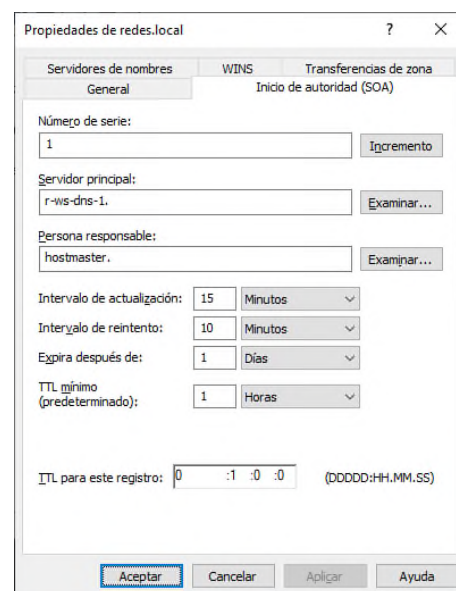 Propiedades de redes.local ? ×
Servidores de nombres WINS Transferencias de zona
General Inicio de autoridad (SOA)
Número de serie:
1 Incremento
Servidor principal:
r-ws-dns-1. Examinar...
Persona responsable:
hostmaster. Examinar...
Intervalo de actualización: 15 Minutos
Intervalo de reintento: 10 Minutos
Expira después de: 1 Días
TTL mínimo
(predeterminado): 1 Horas
TTL para este registro: 0 :1 :0 :0 (DDDDD:HH.MM.SS)
Aceptar Cancelar Aplicar Ayuda